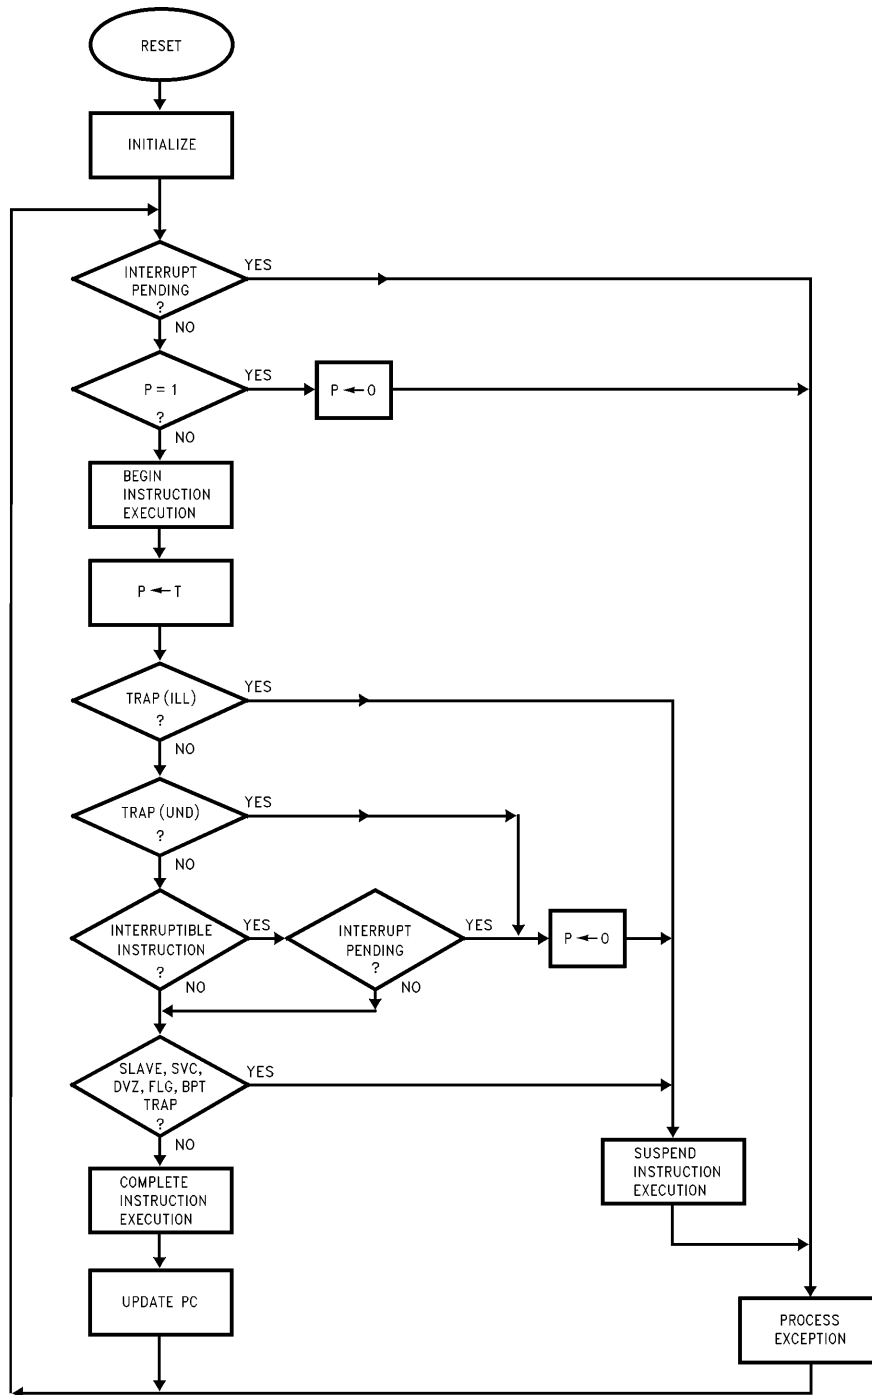 RESET
INITIALIZE
INTERRUPT
PENDING
?
YES
NO
P = 1
?
YES
NO
P ← 0
BEGIN
INSTRUCTION
EXECUTION
P ← T
TRAP (ILL)
?
YES
NO
TRAP (UND)
?
YES
NO
INTERRUPTIBLE
INSTRUCTION
?
YES
NO
INTERRUPT
PENDING
?
YES
NO
P ← 0
SLAVE, SVC,
DVZ, FLG, BPT
TRAP
?
YES
NO
SUSPEND
INSTRUCTION
EXECUTION
COMPLETE
INSTRUCTION
EXECUTION
UPDATE PC
PROCESS
EXCEPTION